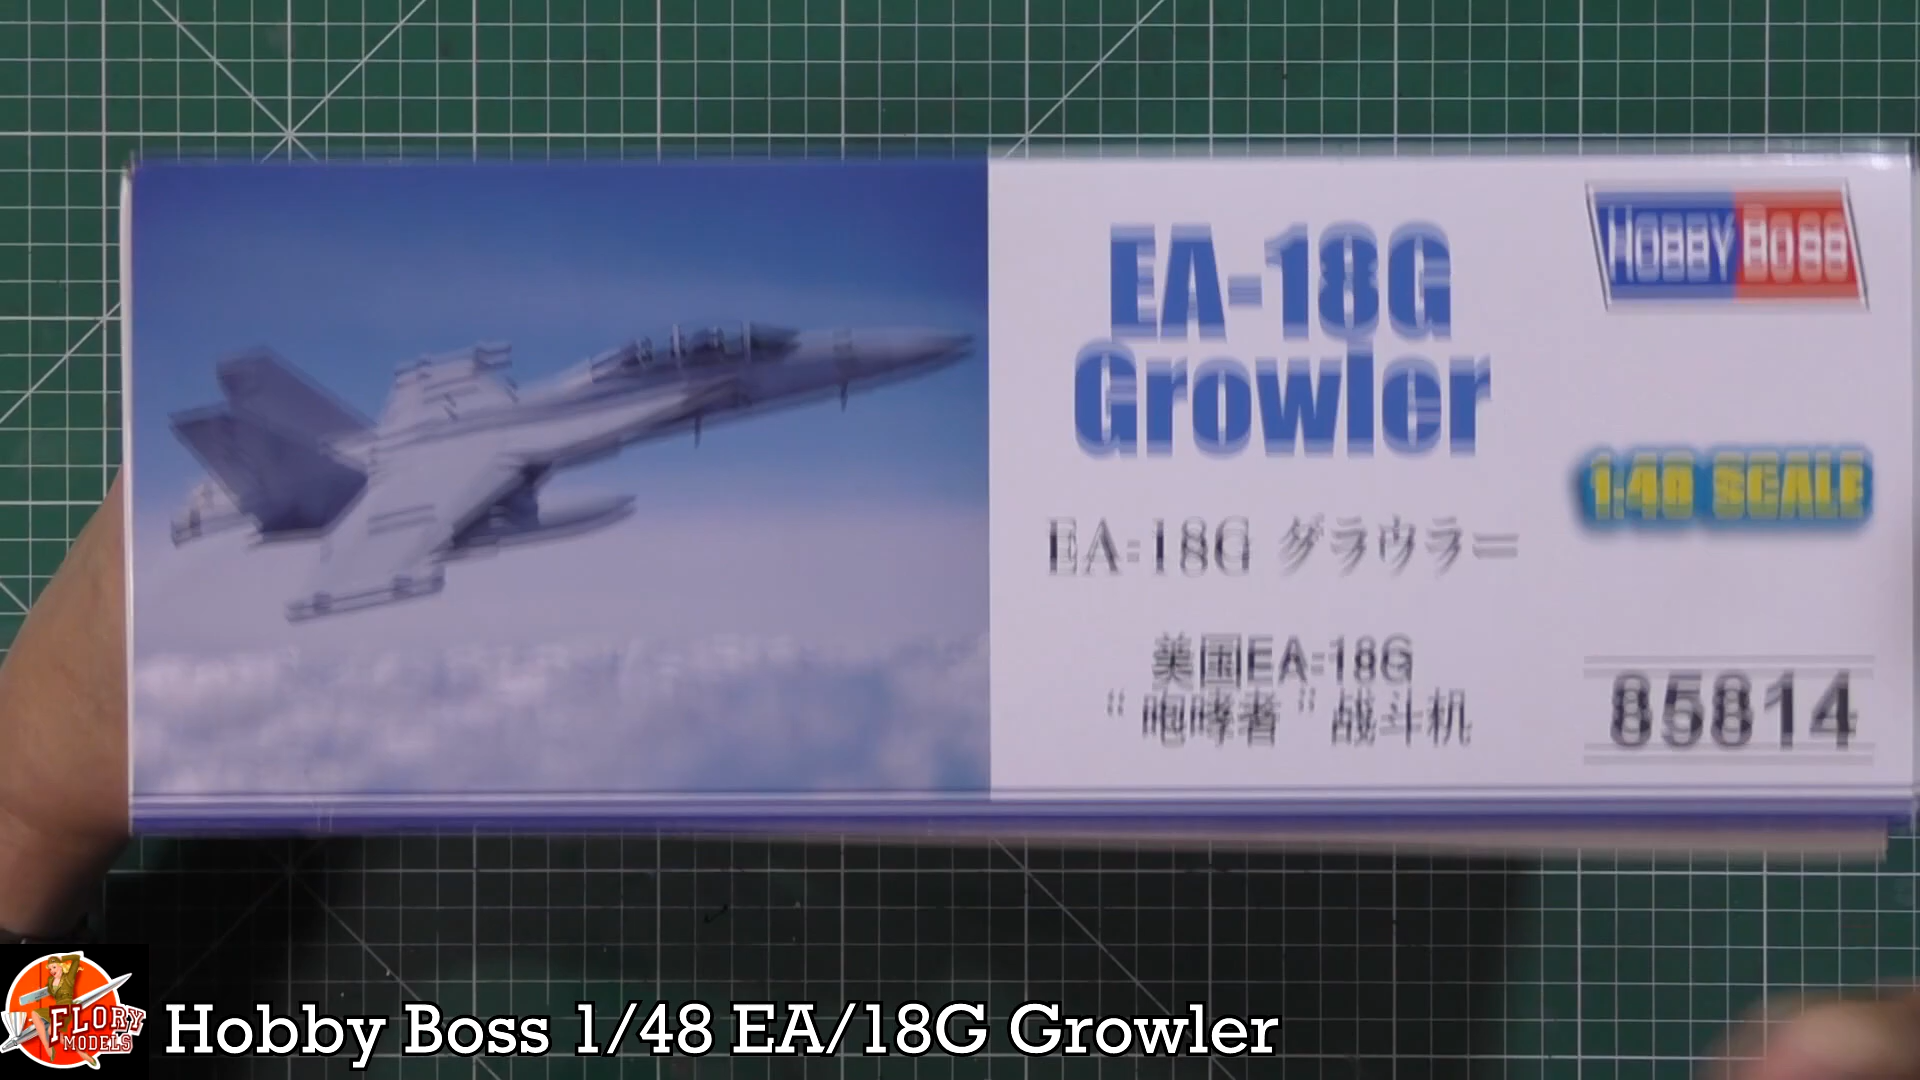 EA-18G
Growler
HOBBY BOSS
1:48 SCALE
EA-18G グラウラー
美国EA-18G
“咆哮者”战斗机
85814
FLORY
MODELS
Hobby Boss 1/48 EA/18G Growler